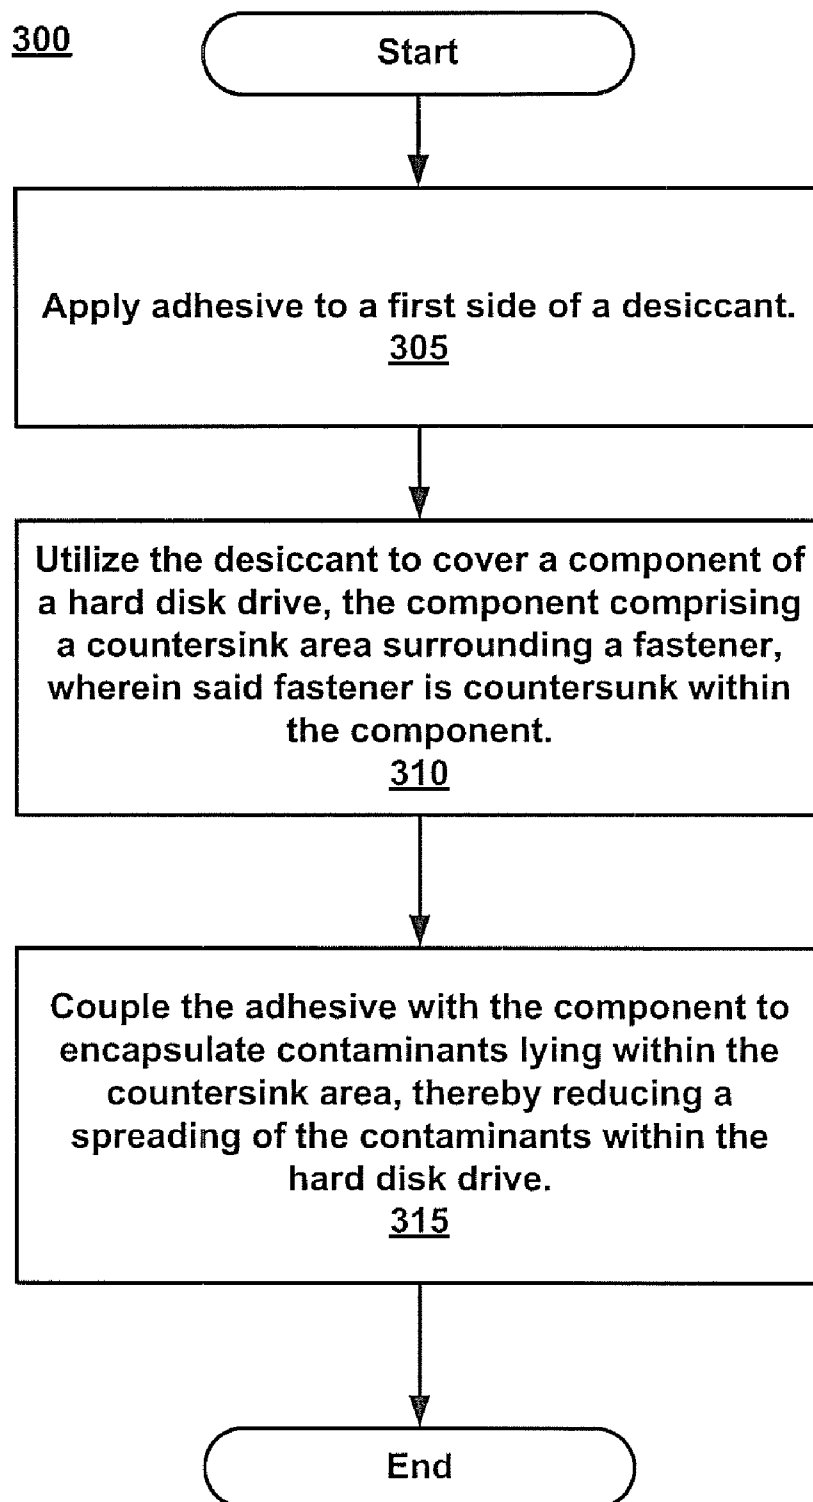 300
Start
Apply adhesive to a first side of a desiccant.
305
Utilize the desiccant to cover a component of
a hard disk drive, the component comprising
a countersink area surrounding a fastener,
wherein said fastener is countersunk within
the component.
310
Couple the adhesive with the component to
encapsulate contaminants lying within the
countersink area, thereby reducing a
spreading of the contaminants within the
hard disk drive.
315
End